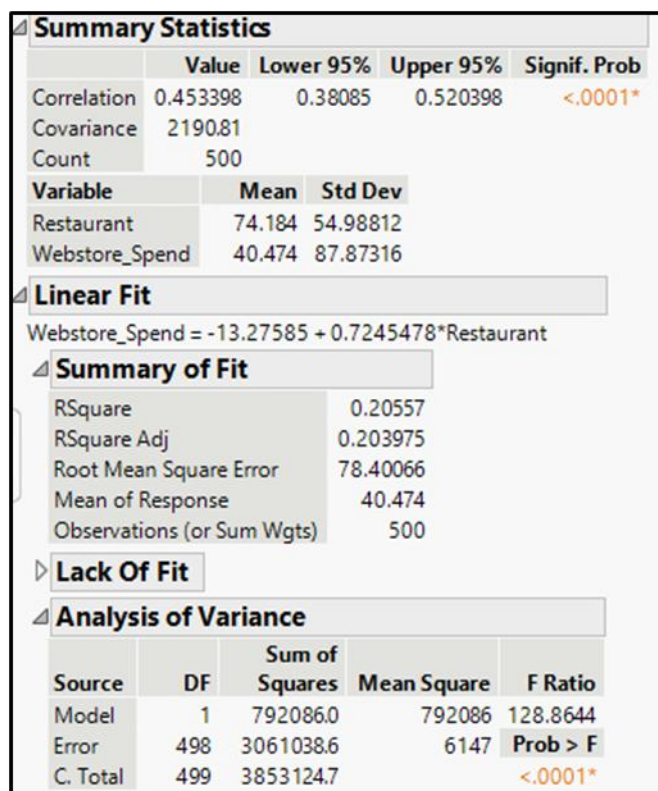 Summary Statistics
Value Lower 95% Upper 95% Signif. Prob
Correlation 0.453398 0.38085 0.520398 <.0001*
Covariance 2190.81
Count 500
Variable Mean Std Dev
Restaurant 74.184 54.98812
Webstore_Spend 40.474 87.87316
Linear Fit
Webstore_Spend = -13.27585 + 0.7245478*Restaurant
Summary of Fit
RSquare 0.20557
RSquare Adj 0.203975
Root Mean Square Error 78.40066
Mean of Response 40.474
Observations (or Sum Wgts) 500
Lack Of Fit
Analysis of Variance
Sum of
Source DF Squares Mean Square F Ratio
Model 1 792086.0 792086 128.8644
Error 498 3061038.6 6147 Prob > F
C. Total 499 3853124.7 <.0001*